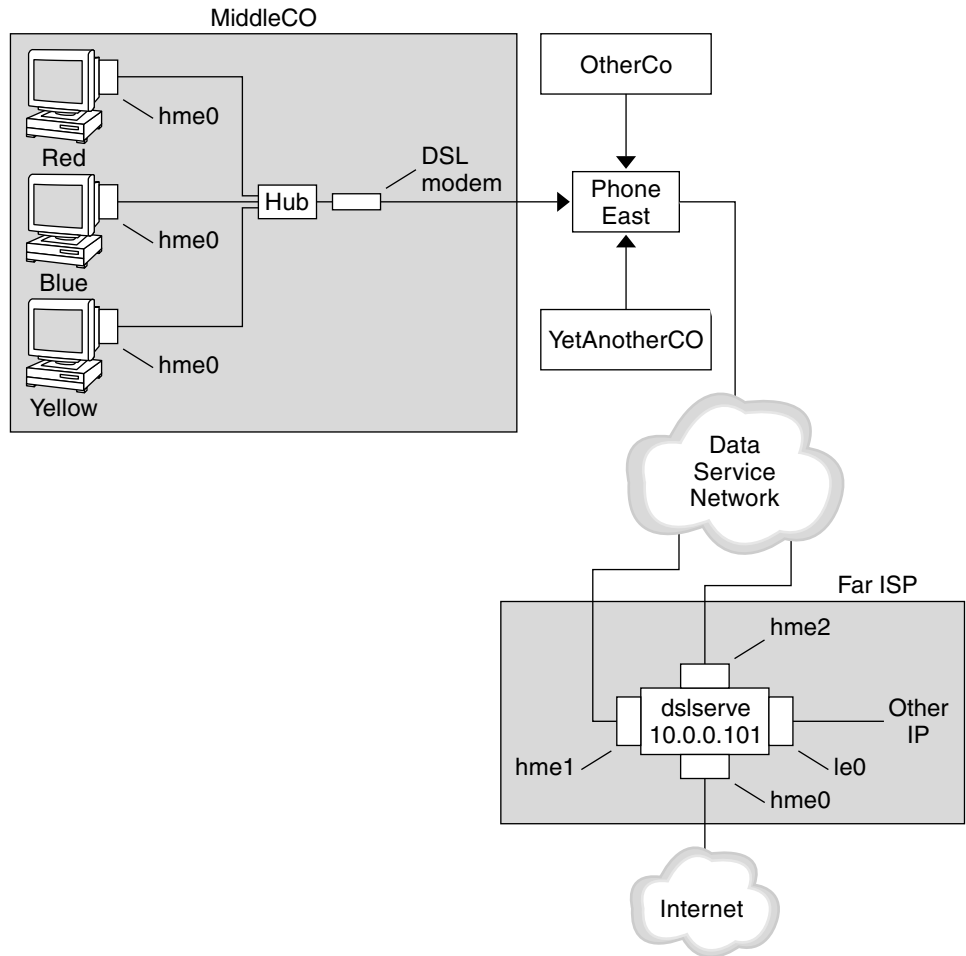 MiddleCO
hme0
Red
hme0
Blue
hme0
Yellow
Hub
DSL
modem
OtherCo
Phone
East
YetAnotherCO
Data
Service
Network
Far ISP
hme2
dslserve
10.0.0.101
Other
IP
hme1
le0
hme0
Internet